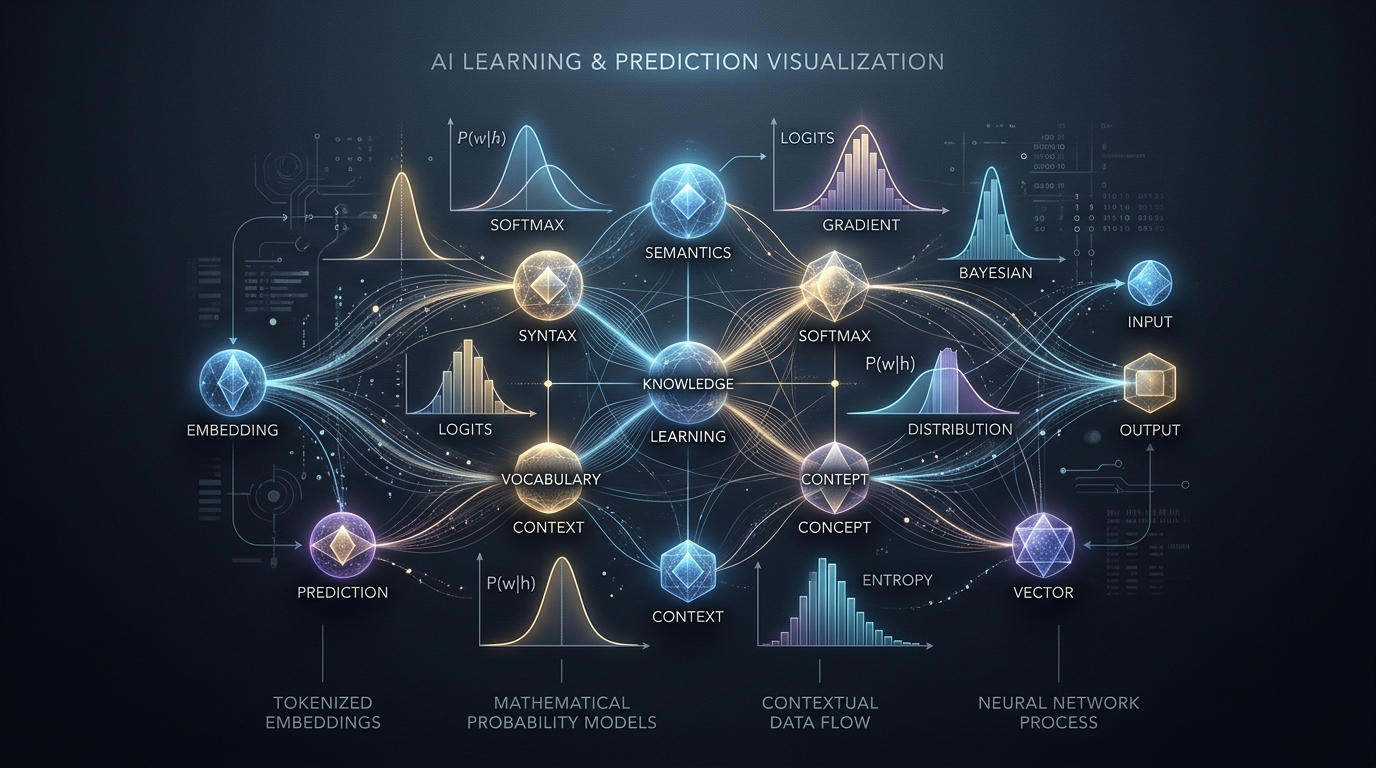 AI LEARNING & PREDICTION VISUALIZATION
P(w|h)
SOFTMAX
LOGITS
GRADIENT
SEMANTICS
BAYESIAN
SYNTAX
SOFTMAX
INPUT
P(w|h)
KNOWLEDGE
LOGITS
DISTRIBUTION
EMBEDDING
LEARNING
OUTPUT
VOCABULARY
CONTEPT
CONTEXT
CONCEPT
P(w|h)
ENTROPY
PREDICTION
CONTEXT
VECTOR
TOKENIZED
EMBEDDINGS
MATHEMATICAL
PROBABILITY MODELS
CONTEXTUAL
DATA FLOW
NEURAL NETWORK
PROCESS